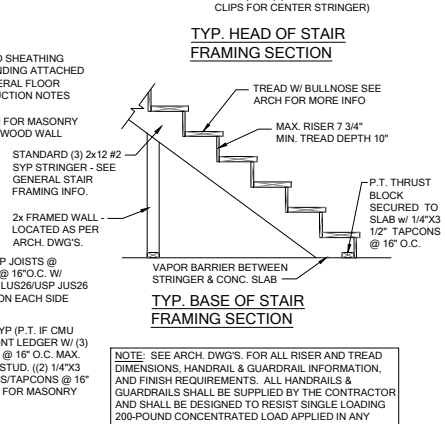 CLIPS FOR CENTER STRINGER)
TYP. HEAD OF STAIR
FRAMING SECTION
SHEATHING
NDING ATTACHED
ERAL FLOOR
UCTION NOTES
FOR MASONRY
WOOD WALL
TREAD W/ BULLNOSE SEE
ARCH FOR MORE INFO
MAX. RISER 7 3/4"
MIN. TREAD DEPTH 10"
STANDARD (3) 2x12 #2
SYP STRINGER - SEE
GENERAL STAIR
FRAMING INFO.
2x FRAMED WALL -
LOCATED AS PER
ARCH. DWG'S.
P.T. THRUST
BLOCK
SECURED TO
SLAB w/ 1/4"X3
1/2" TAPCONS
@ 16" O.C.
P JOISTS @
@ 16"O.C. W/
LUS26/USP JUS26
ON EACH SIDE
VAPOR BARRIER BETWEEN
STRINGER & CONC. SLAB
TYP. BASE OF STAIR
FRAMING SECTION
YP (P.T. IF CMU
ONT LEDGER W/ (3)
@ 16" O.C. MAX.
STUD. ((2) 1/4"X3
S/TAPCONS @ 16"
FOR MASONRY
NOTE: SEE ARCH. DWG'S. FOR ALL RISER AND TREAD
DIMENSIONS, HANDRAIL & GUARDRAIL INFORMATION,
AND FINISH REQUIREMENTS. ALL HANDRAILS &
GUARDRAILS SHALL BE SUPPLIED BY THE CONTRACTOR
AND SHALL BE DESIGNED TO RESIST SINGLE LOADING
200-POUND CONCENTRATED LOAD APPLIED IN ANY